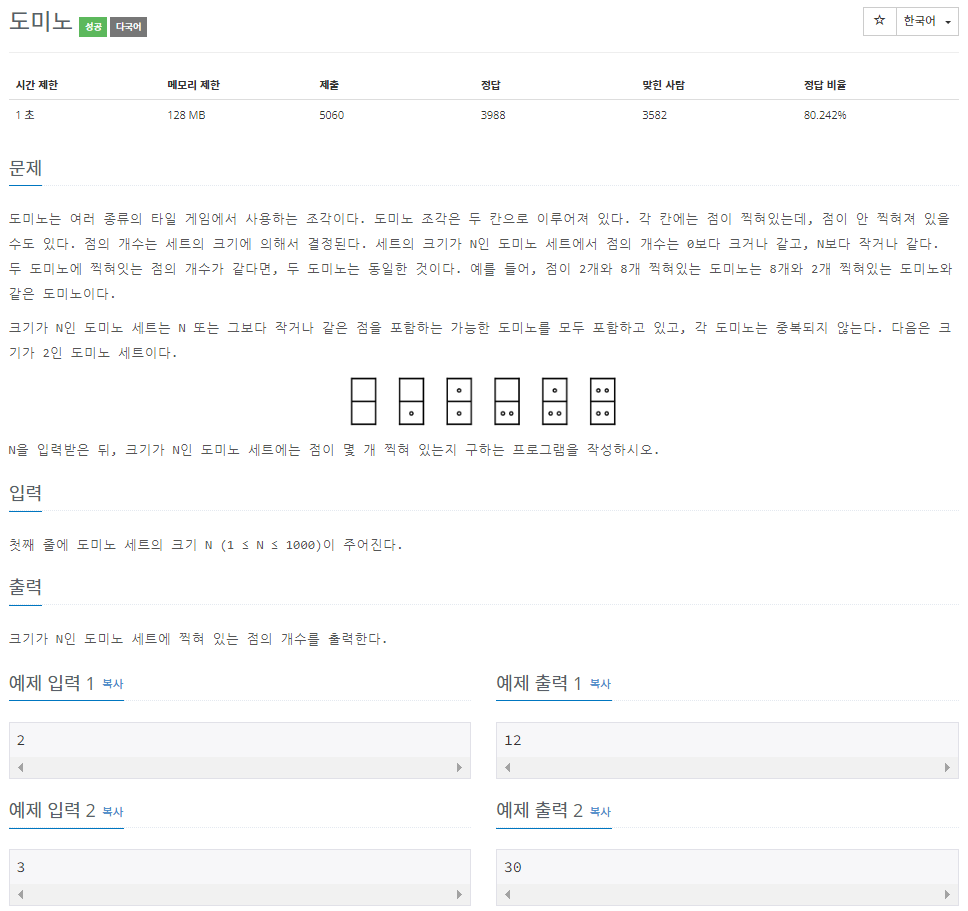 도미노 성공 다국어
☆ 한국어
시간 제한 메모리 제한 제출 정답 맞힌 사람 정답 비율
1 초 128 MB 5060 3988 3582 80.242%
문제
도미노는 여러 종류의 타일 게임에서 사용하는 조각이다. 도미노 조각은 두 칸으로 이루어져 있다. 각 칸에는 점이 찍혀있는데, 점이 안 찍혀져 있을
수도 있다. 점의 개수는 세트의 크기에 의해서 결정된다. 세트의 크기가 N인 도미노 세트에서 점의 개수는 0보다 크거나 같고, N보다 작거나 같다.
두 도미노에 찍혀잇는 점의 개수가 같다면, 두 도미노는 동일한 것이다. 예를 들어, 점이 2개와 8개 찍혀있는 도미노는 8개와 2개 찍혀있는 도미노와
같은 도미노이다.
크기가 N인 도미노 세트는 N 또는 그보다 작거나 같은 점을 포함하는 가능한 도미노를 모두 포함하고 있고, 각 도미노는 중복되지 않는다. 다음은 크
기가 2인 도미노 세트이다.
N을 입력받은 뒤, 크기가 N인 도미노 세트에는 점이 몇 개 찍혀 있는지 구하는 프로그램을 작성하시오.
입력
첫째 줄에 도미노 세트의 크기 N (1 ≤ N ≤ 1000)이 주어진다.
출력
크기가 N인 도미노 세트에 찍혀 있는 점의 개수를 출력한다.
예제 입력 1 복사
2
예제 출력 1 복사
12
예제 입력 2 복사
3
예제 출력 2 복사
30